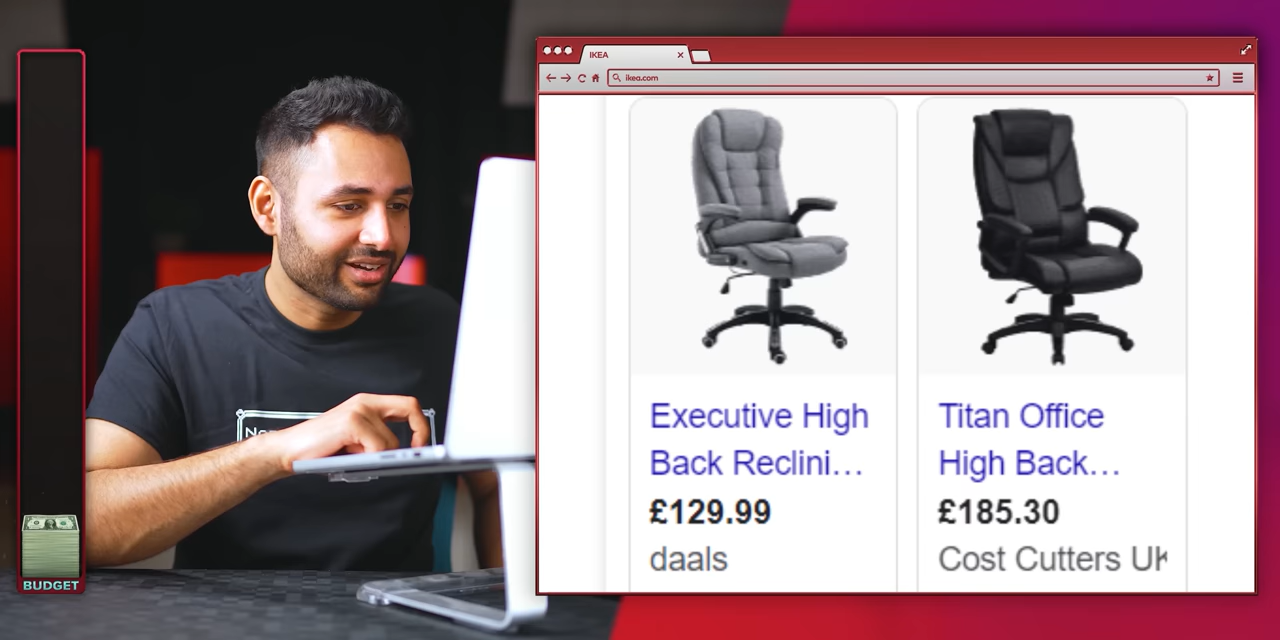 IKEA
ikea.com
Executive High
Back Reclini...
£129.99
daals
Titan Office
High Back...
£185.30
Cost Cutters UK
BUDGET